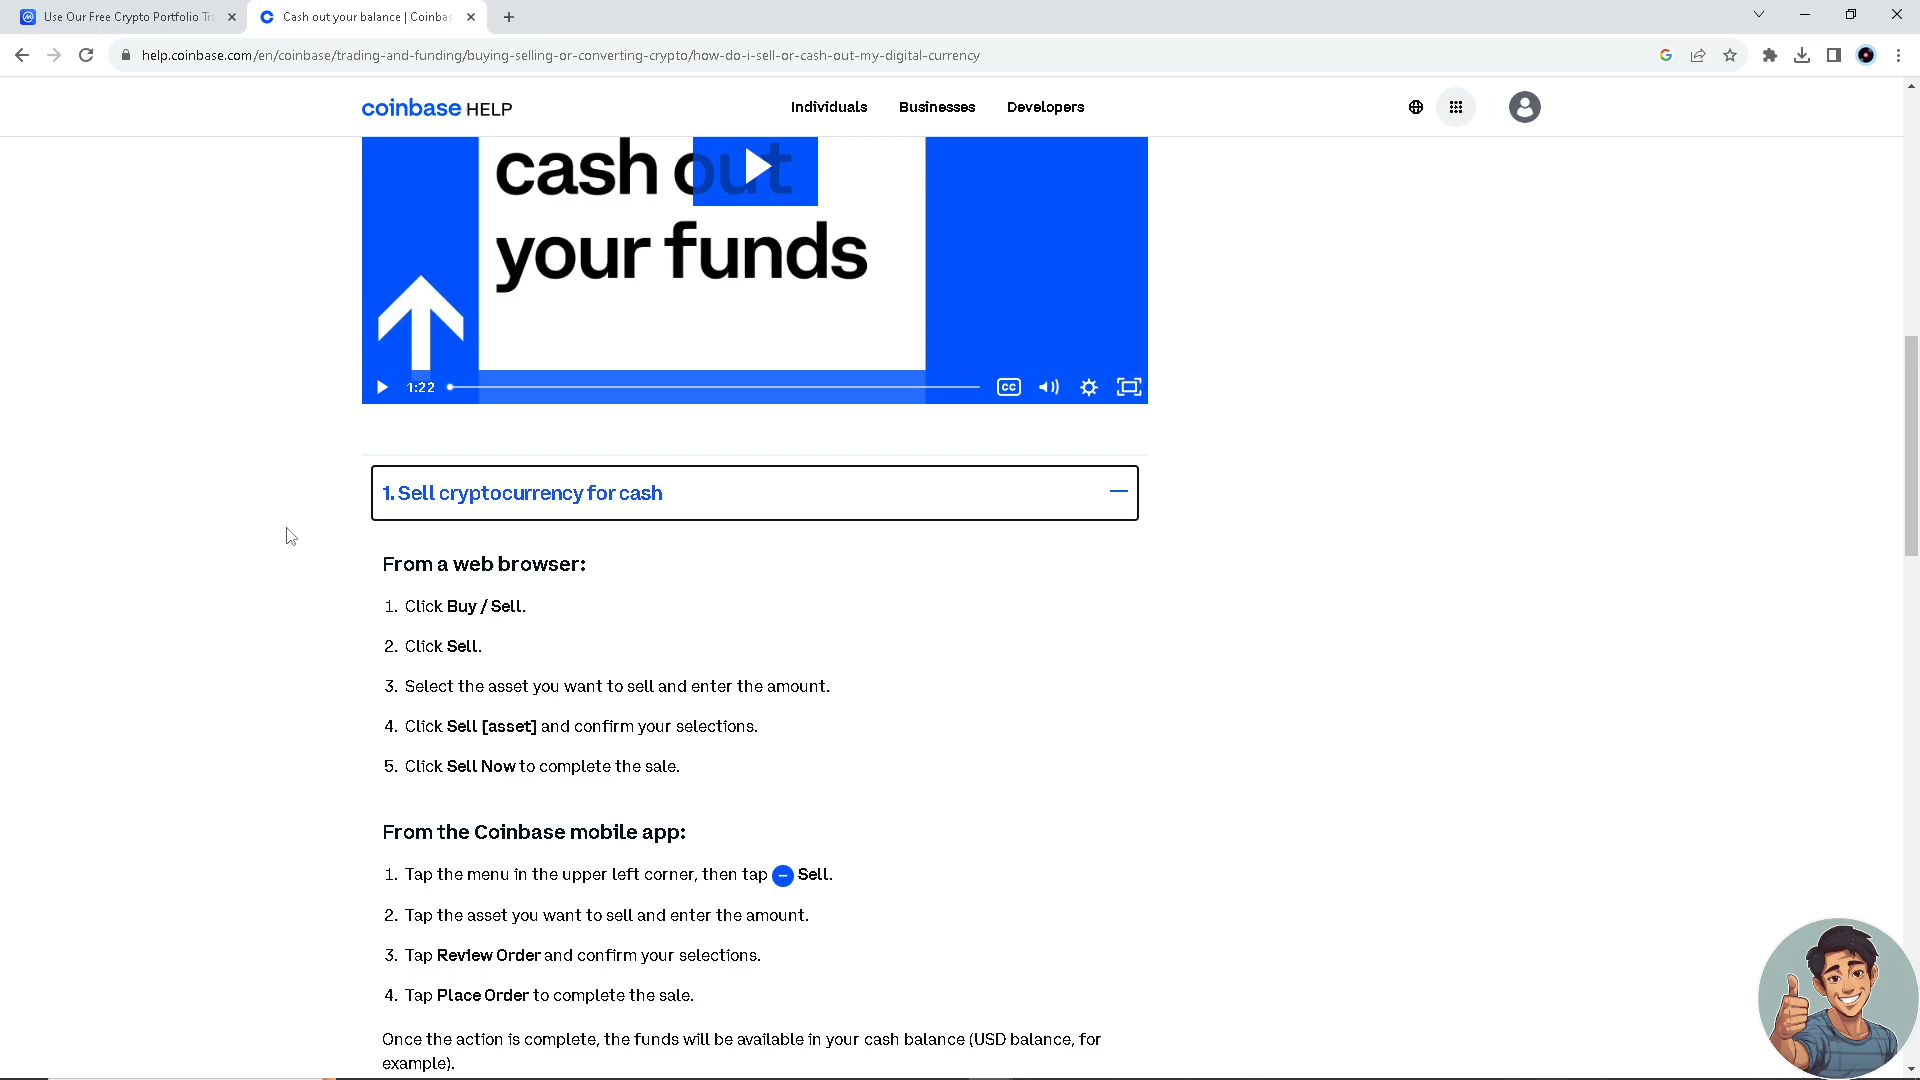 Use Our Free Crypto Portfolio Tra
Cash out your balance | Coinbas
help.coinbase.com/en/coinbase/trading-and-funding/buying-selling-or-converting-crypto/how-do-i-sell-or-cash-out-my-digital-currency
coinbase HELP
Individuals
Businesses
Developers
cash out
your funds
1:22
CC
1. Sell cryptocurrency for cash
From a web browser:
1. Click Buy / Sell.
2. Click Sell.
3. Select the asset you want to sell and enter the amount.
4. Click Sell [asset] and confirm your selections.
5. Click Sell Now to complete the sale.
From the Coinbase mobile app:
1. Tap the menu in the upper left corner, then tap Sell.
2. Tap the asset you want to sell and enter the amount.
3. Tap Review Order and confirm your selections.
4. Tap Place Order to complete the sale.
Once the action is complete, the funds will be available in your cash balance (USD balance, for
example).